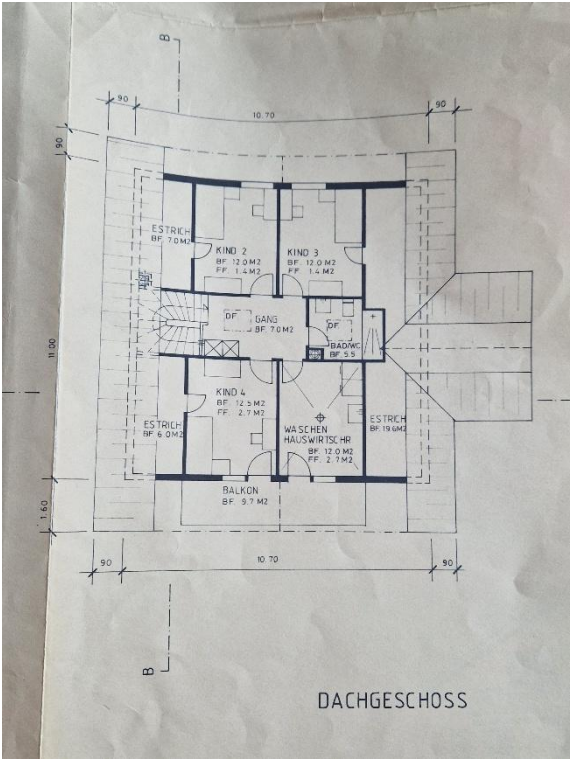 B
90
10.70
90
1.90
ESTRICH
BF 7.0 M2
KIND 2
BF. 12.0 M2
FF. 1.4 M2
KIND 3
BF. 12.0 M2
FF. 1.4 M2
DF.
GANG
BF. 7.0 M2
DF.
BAD/WC
BF. 5.5
11.00
KIND 4
BF. 12.5 M2
FF. 2.7 M2
ESTRICH
BF 6.0 M2
WASCHEN
HAUSWIRTSCHR
BF. 12.0 M2
FF. 2.7 M2
ESTRICH
BF. 19.6 M2
BALKON
BF. 9.7 M2
1.60
90
10.70
90
B
DACHGESCHOSS